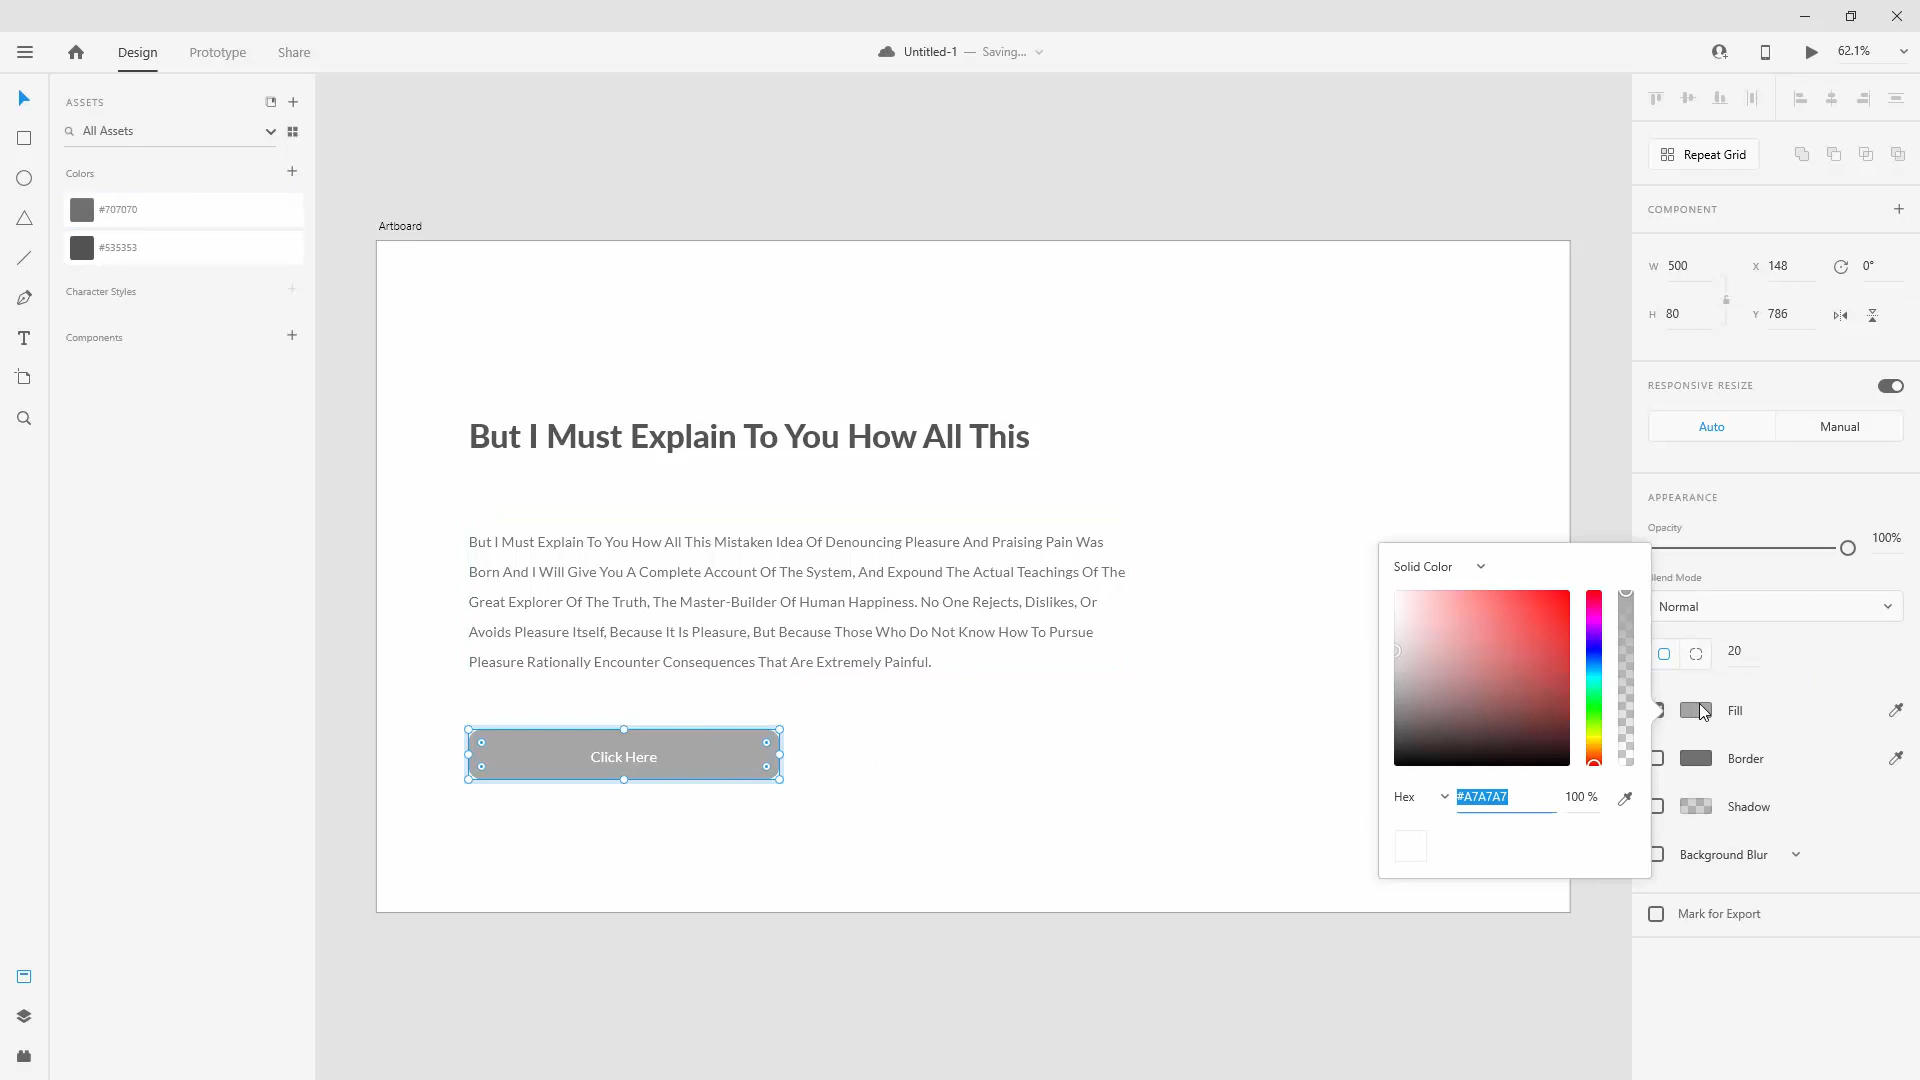 Design
Prototype
Share
Untitled-1 — Saving...
62.1%
ASSETS
All Assets
Colors
#707070
#535353
Character Styles
Components
Artboard
But I Must Explain To You How All This
But I Must Explain To You How All This Mistaken Idea Of Denouncing Pleasure And Praising Pain Was
Born And I Will Give You A Complete Account Of The System, And Expound The Actual Teachings Of The
Great Explorer Of The Truth, The Master-Builder Of Human Happiness. No One Rejects, Dislikes, Or
Avoids Pleasure Itself, Because It Is Pleasure, But Because Those Who Do Not Know How To Pursue
Pleasure Rationally Encounter Consequences That Are Extremely Painful.
Click Here
Solid Color
Hex
#A7A7A7
100 %
Repeat Grid
COMPONENT
W 500
X 148
0°
H 80
Y 786
RESPONSIVE RESIZE
Auto
Manual
APPEARANCE
Opacity
100%
lend Mode
Normal
20
Fill
Border
Shadow
Background Blur
Mark for Export